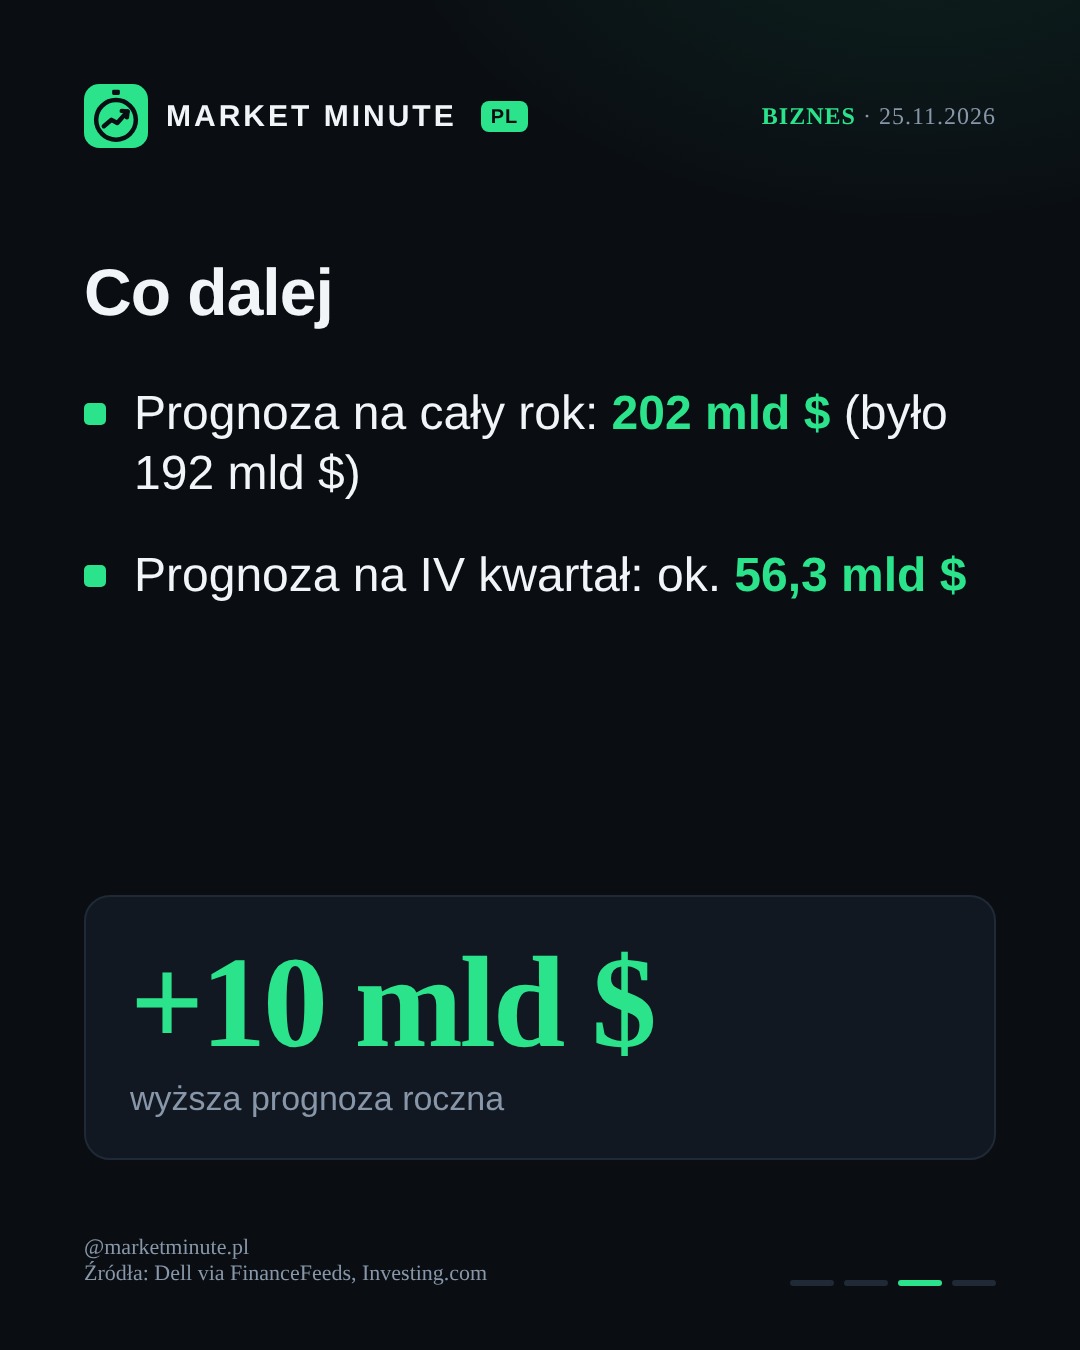 MARKET MINUTE PL
BIZNES · 25.11.2026
Co dalej
Prognoza na cały rok: 202 mld $ (było
192 mld $)
Prognoza na IV kwartał: ok. 56,3 mld $
+10 mld $
wyższa prognoza roczna
@marketminute.pl
Źródła: Dell via FinanceFeeds, Investing.com